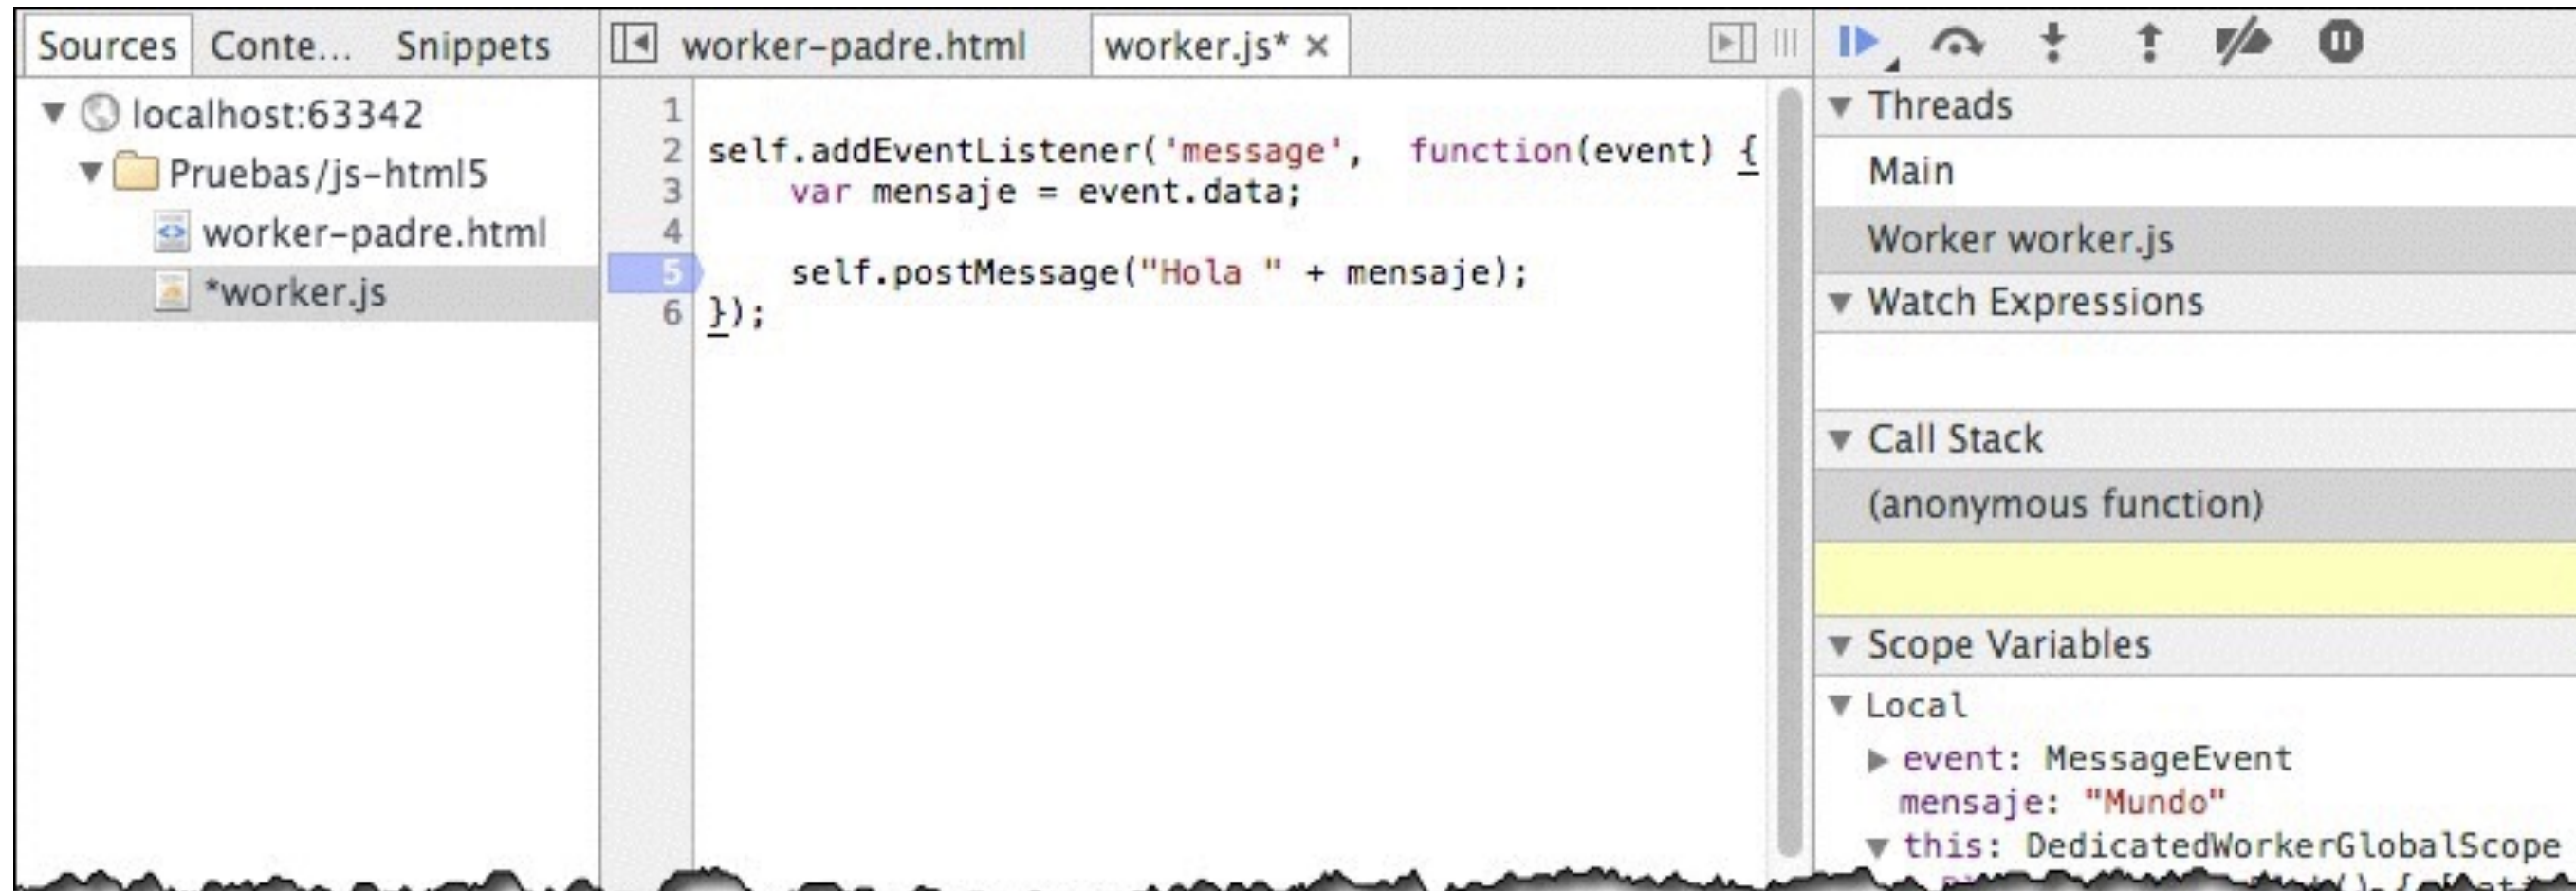 Sources Conte... Snippets
localhost:63342
Pruebas/js-html5
worker-padre.html
*worker.js
worker-padre.html worker.js* ×
1
2 self.addEventListener('message',  function(event) {
3     var mensaje = event.data;
4
5     self.postMessage("Hola " + mensaje);
6 });
Threads
Main
Worker worker.js
Watch Expressions
Call Stack
(anonymous function)
Scope Variables
Local
event: MessageEvent
mensaje: "Mundo"
this: DedicatedWorkerGlobalScope